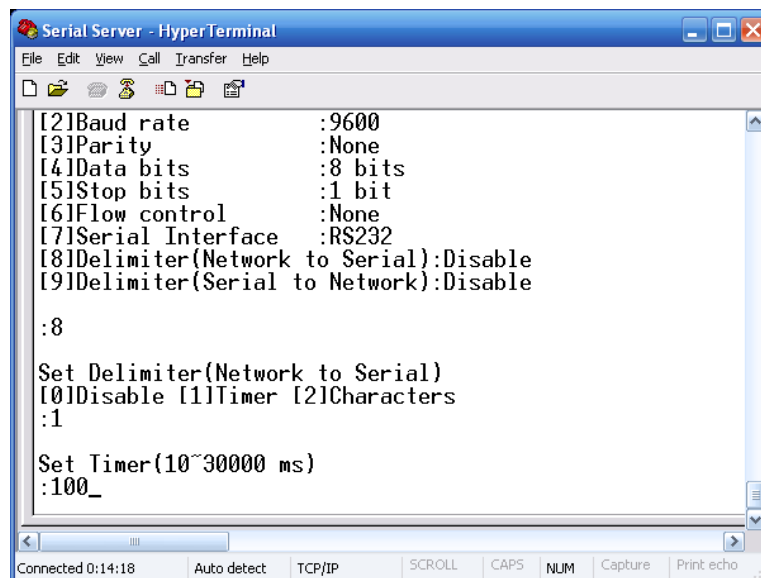 Serial Server - HyperTerminal
File Edit View Call Transfer Help
[2]Baud rate :9600
[3]Parity :None
[4]Data bits :8 bits
[5]Stop bits :1 bit
[6]Flow control :None
[7]Serial Interface :RS232
[8]Delimiter(Network to Serial):Disable
[9]Delimiter(Serial to Network):Disable
:8
Set Delimiter(Network to Serial)
[0]Disable [1]Timer [2]Characters
:1
Set Timer(10~30000 ms)
:100_
Connected 0:14:18 Auto detect TCP/IP SCROLL CAPS NUM Capture Print echo